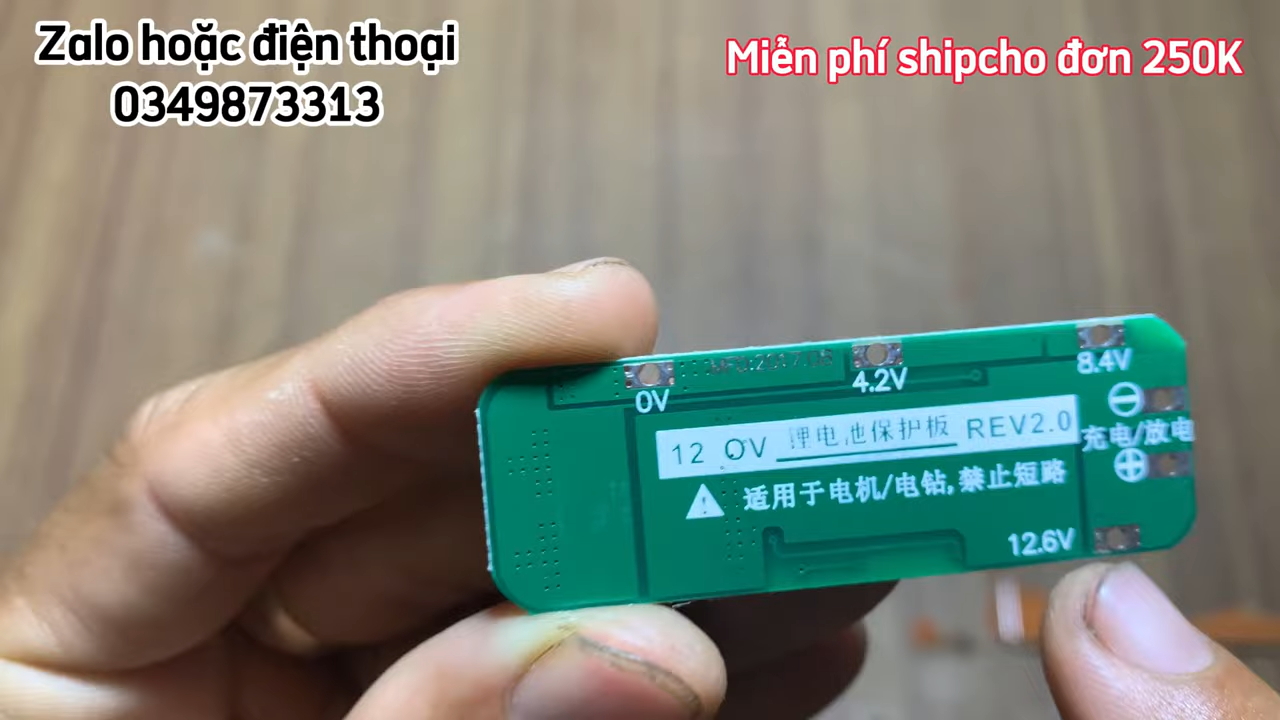 Zalo hoặc điện thoại
0349873313
Miễn phí shipcho đơn 250K
0V
4.2V
8.4V
12 0V 锂电池保护板 REV2.0
充电/放电
适用于电机/电钻,禁止短路
12.6V